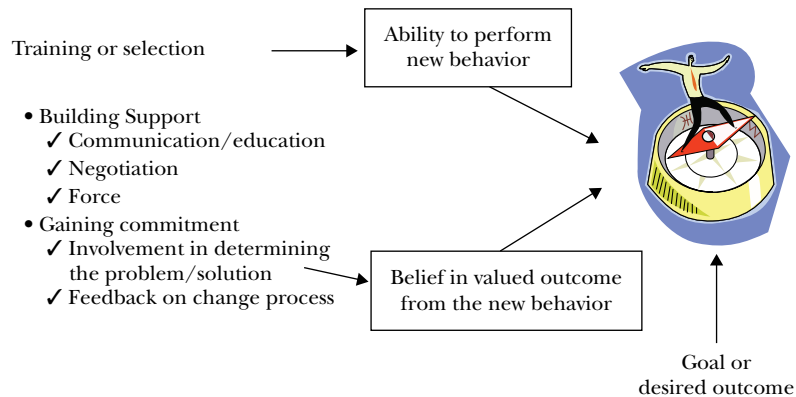 Training or selection
Ability to perform
new behavior
• Building Support
✓ Communication/education
✓ Negotiation
✓ Force
• Gaining commitment
✓ Involvement in determining
the problem/solution
✓ Feedback on change process
Belief in valued outcome
from the new behavior
Goal or
desired outcome